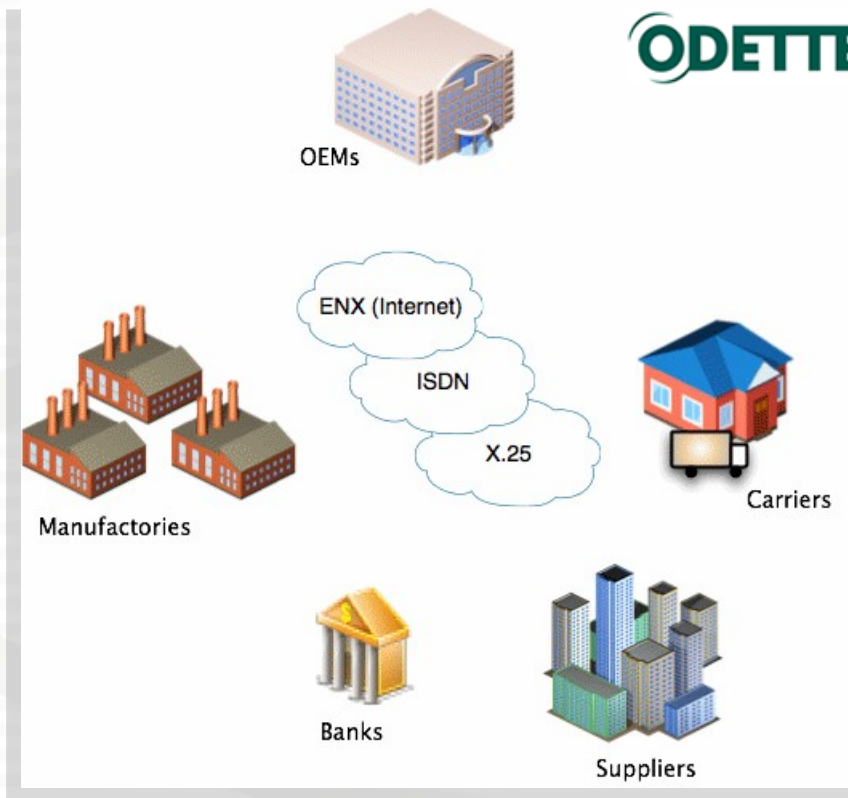 ODETTE
OEMs
ENX (Internet)
ISDN
X.25
Carriers
Manufactories
Banks
Suppliers